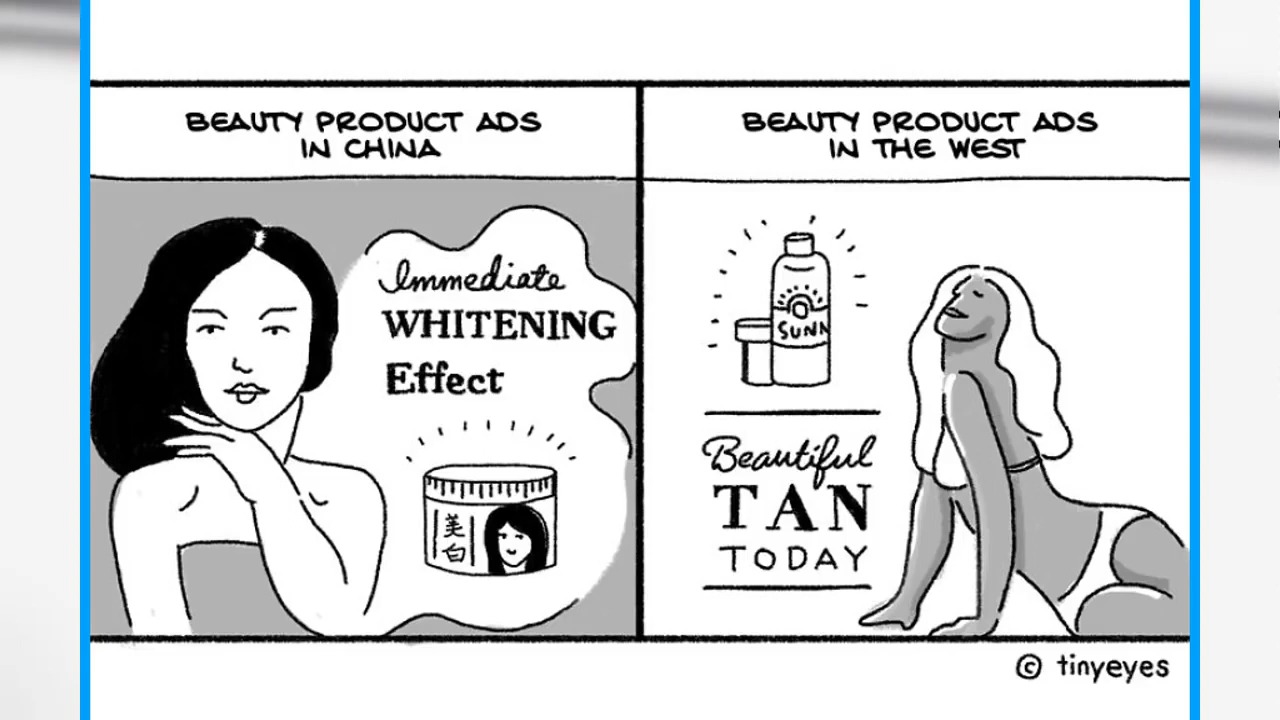 BEAUTY PRODUCT ADS
IN CHINA
Immediate
WHITENING
Effect
美
白
BEAUTY PRODUCT ADS
IN THE WEST
SUNN
Beautiful
TAN
TODAY
© tinyeyes